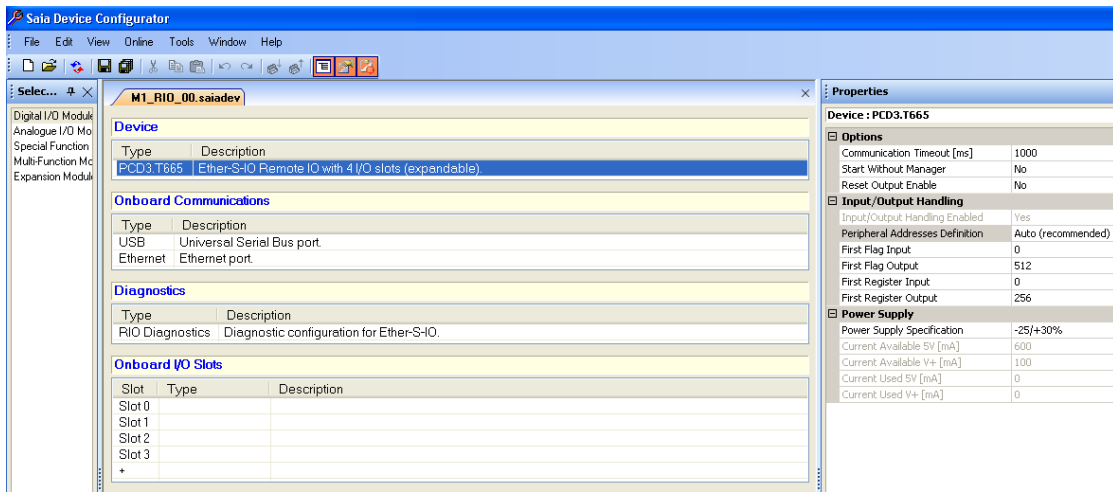 Saia Device Configurator
File Edit View Online Tools Window Help
Selec...
Digital I/O Module
Analogue I/O Mo
Special Function
Multi-Function Mo
Expansion Module
M1_RIO_00.saiadev
Device
Type Description
PCD3.T665 Ether-S-IO Remote IO with 4 I/O slots (expandable).
Onboard Communications
Type Description
USB Universal Serial Bus port.
Ethernet Ethernet port.
Diagnostics
Type Description
RIO Diagnostics Diagnostic configuration for Ether-S-IO.
Onboard I/O Slots
Slot Type Description
Slot 0
Slot 1
Slot 2
Slot 3
+
Properties
Device : PCD3.T665
Options
Communication Timeout [ms] 1000
Start Without Manager No
Reset Output Enable No
Input/Output Handling
Input/Output Handling Enabled Yes
Peripheral Addresses Definition Auto (recommended)
First Flag Input 0
First Flag Output 512
First Register Input 0
First Register Output 256
Power Supply
Power Supply Specification -25/+30%
Current Available 5V [mA] 600
Current Available V+ [mA] 100
Current Used 5V [mA] 0
Current Used V+ [mA] 0